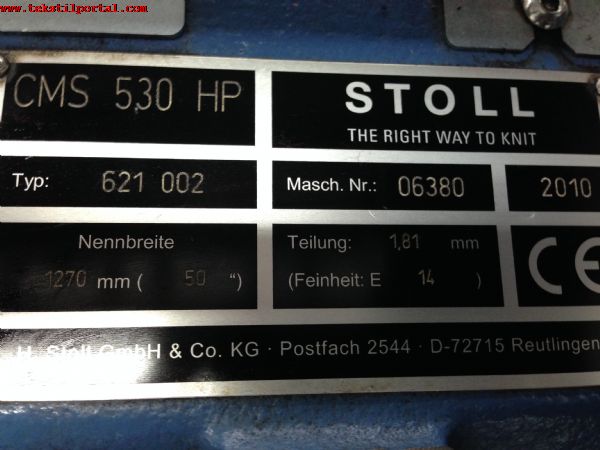 www.tekstilportal.com
CMS 530 HP
STOLL
THE RIGHT WAY TO KNIT
Typ: 621 002
Masch. Nr.: 06380
2010
Nennbreite
1270 mm ( 50 ")
Teilung: 1,81 mm
(Feinheit: E 14 )
CE
H. Stoll GmbH & Co. KG · Postfach 2544 · D-72715 Reutlingen